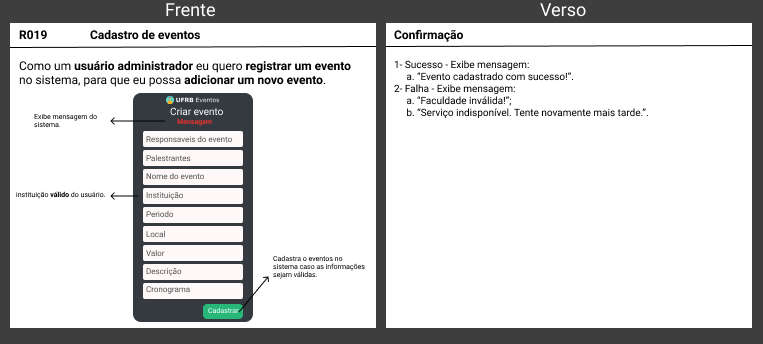 Frente
Verso
R019 Cadastro de eventos
Como um usuário administrador eu quero registrar um evento
no sistema, para que eu possa adicionar um novo evento.
UFRB Eventos
Criar evento
Mensagem
Exibe mensagem do
sistema.
Responsaveis do evento
Palestrantes
Nome do evento
instituição válido do usuário.
Instituição
Periodo
Local
Valor
Descrição
Cronograma
Cadastrar
Cadastra o eventos no
sistema caso as informações
sejam válidas.
Confirmação
1- Sucesso - Exibe mensagem:
a. “Evento cadastrado com sucesso!”.
2- Falha - Exibe mensagem:
a. “Faculdade inválida!”;
b. “Serviço indisponível. Tente novamente mais tarde.”.